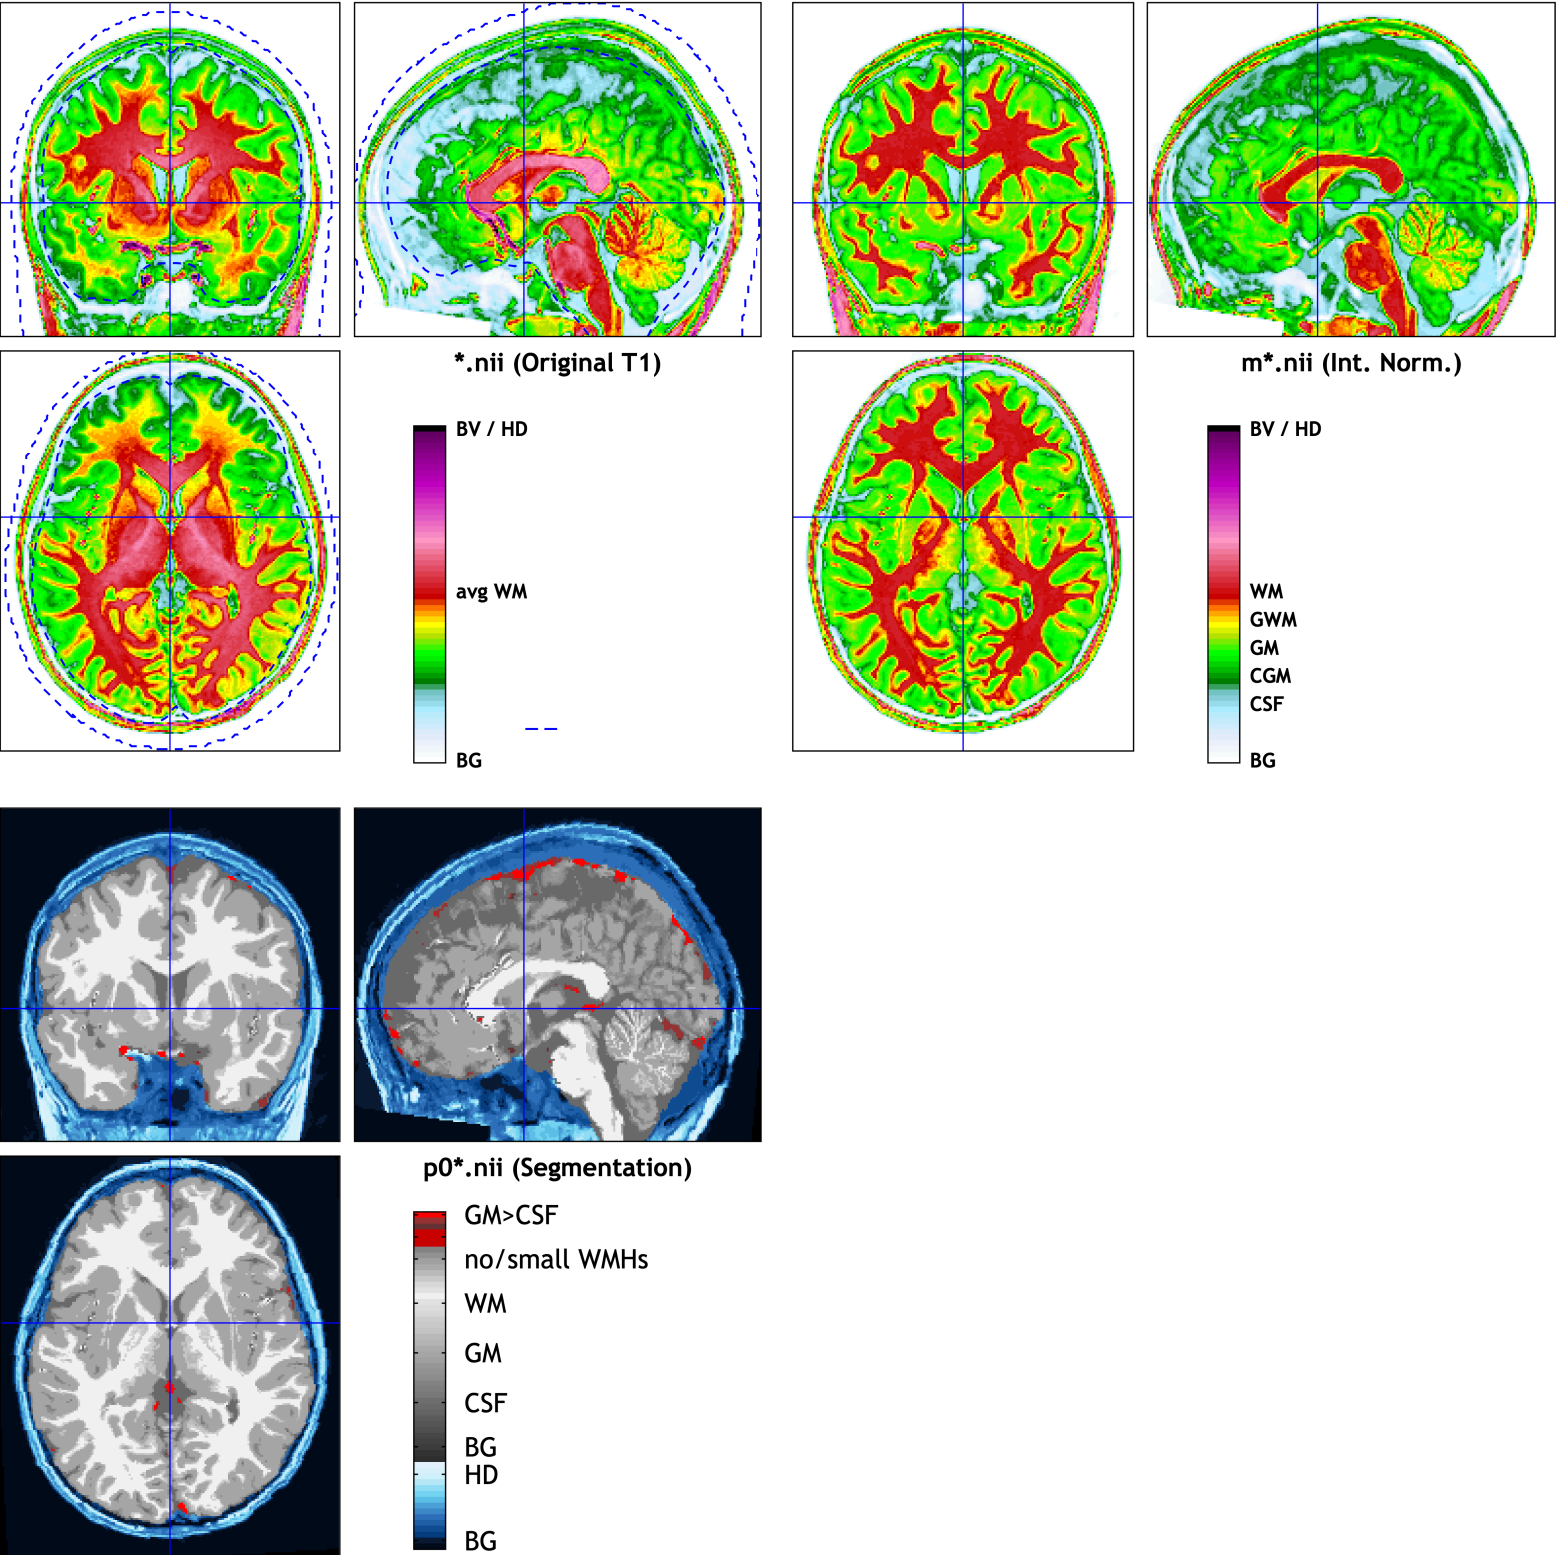 *.nii (Original T1)
BV / HD
avg WM
BG
m*.nii (Int. Norm.)
BV / HD
WM
GWM
GM
CGM
CSF
BG
p0*.nii (Segmentation)
GM>CSF
no/small WMHs
WM
GM
CSF
BG
HD
BG